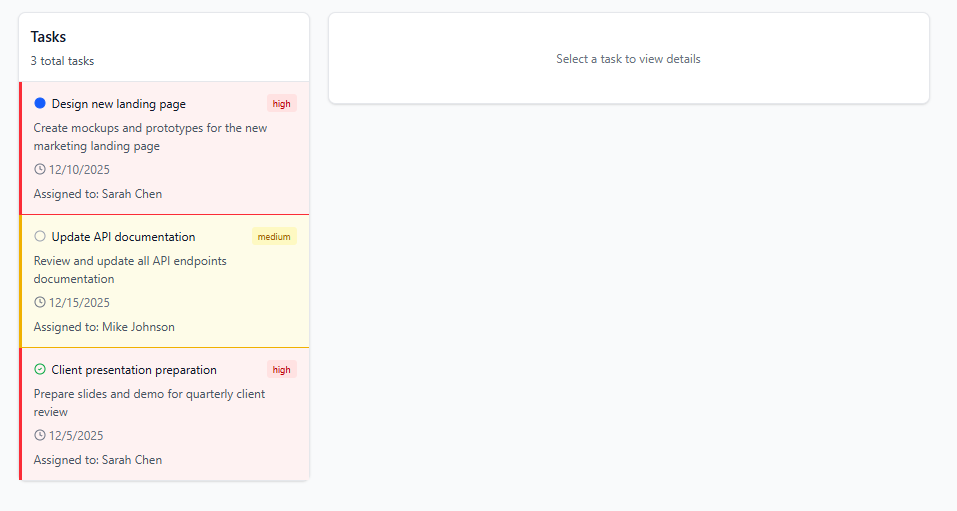 Tasks
3 total tasks
Design new landing page high
Create mockups and prototypes for the new
marketing landing page
12/10/2025
Assigned to: Sarah Chen
Update API documentation medium
Review and update all API endpoints
documentation
12/15/2025
Assigned to: Mike Johnson
Client presentation preparation high
Prepare slides and demo for quarterly client
review
12/5/2025
Assigned to: Sarah Chen
Select a task to view details